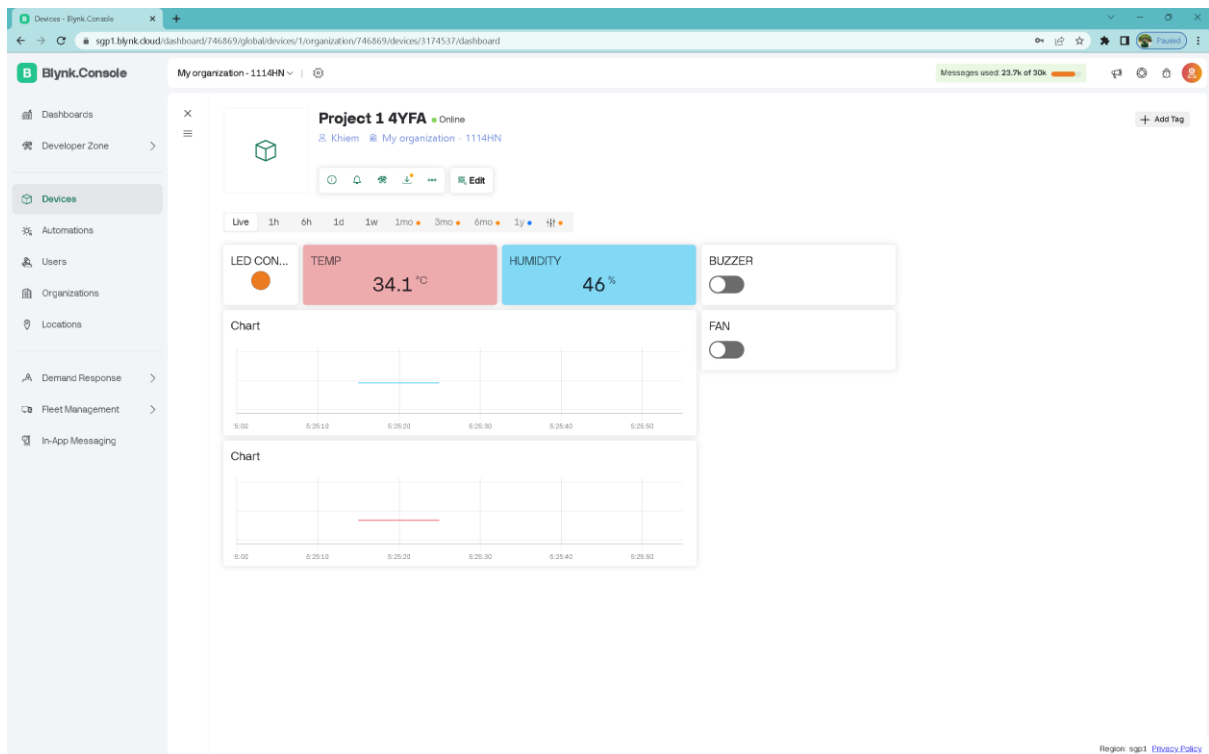 Devices - Blynk.Console
sgp1.blynk.cloud/dashboard/746869/global/devices/1/organization/746869/devices/3174537/dashboard
Paused
B Blynk.Console
My organization - 1114HN
Messages used: 23.7k of 30k
Dashboards
Developer Zone
Devices
Automations
Users
Organizations
Locations
Demand Response
Fleet Management
In-App Messaging
Project 1 4YFA Online
Khiem My organization - 1114HN
+ Add Tag
Edit
Live 1h 6h 1d 1w 1mo 3mo 6mo 1y
LED CON...
TEMP
34.1 °C
HUMIDITY
46 %
BUZZER
FAN
Chart
5:00 5:25:10 5:25:20 5:25:30 5:25:40 5:25:50
Chart
5:00 5:25:10 5:25:20 5:25:30 5:25:40 5:25:50
Region: sgp1 Privacy Policy